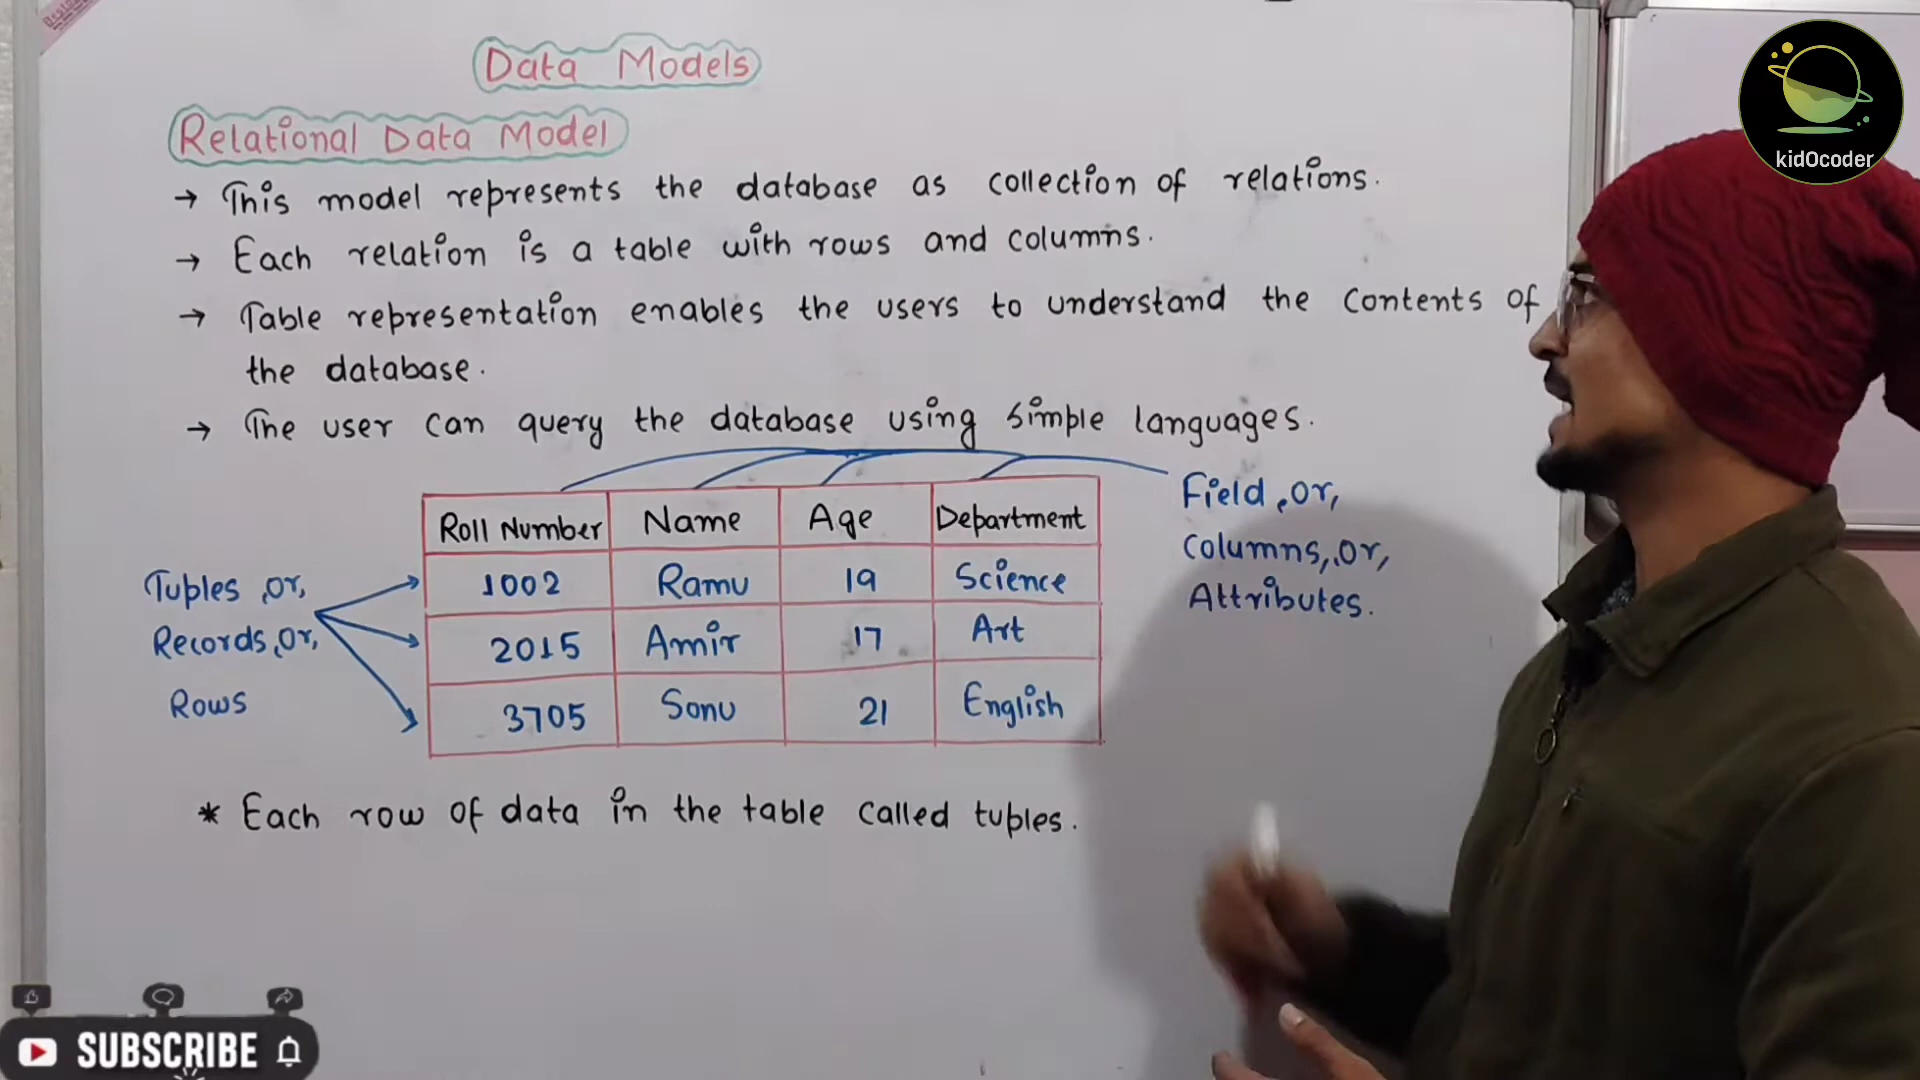 Data Models
kidOcoder
Relational Data Model
→ This model represents the database as collection of relations.
→ Each relation is a table with rows and columns.
→ Table representation enables the users to understand the contents of
the database.
→ The user can query the database using simple languages.
Field, or,
Columns, or,
Attributes.
Roll Number Name Age Department
1002 Ramu 19 Science
2015 Amir 17 Art
3705 Sonu 21 English
Tuples, or,
Records, or,
Rows
* Each row of data in the table called tuples.
SUBSCRIBE